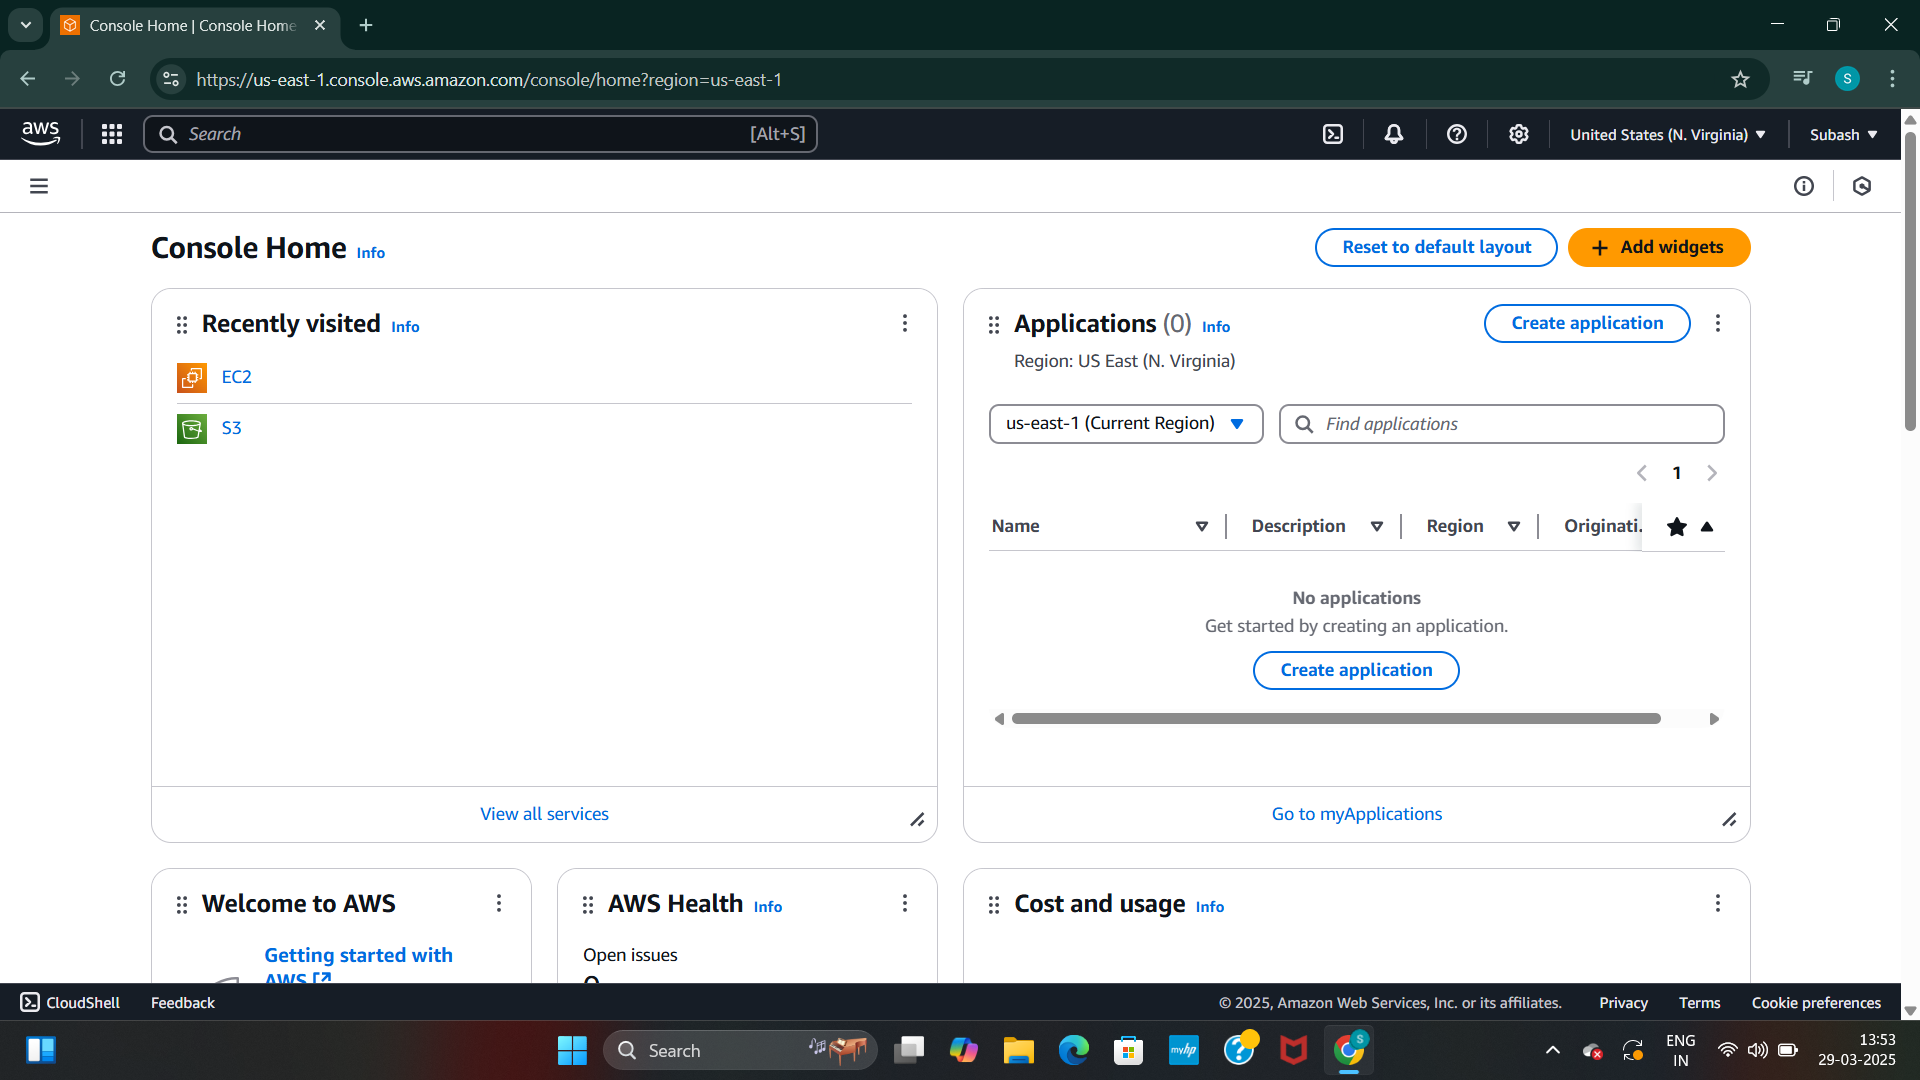 Console Home | Console Home
https://us-east-1.console.aws.amazon.com/console/home?region=us-east-1
S
aws
Search
[Alt+S]
United States (N. Virginia)
Subash
Console Home Info
Reset to default layout
+ Add widgets
Recently visited Info
EC2
S3
View all services
Applications (0) Info
Create application
Region: US East (N. Virginia)
us-east-1 (Current Region)
Find applications
1
Name
Description
Region
Originati.
No applications
Get started by creating an application.
Create application
Go to myApplications
Welcome to AWS
Getting started with
AWS
AWS Health Info
Open issues
0
Cost and usage Info
CloudShell
Feedback
© 2025, Amazon Web Services, Inc. or its affiliates.
Privacy
Terms
Cookie preferences
Search
myhp
S
ENG
IN
13:53
29-03-2025